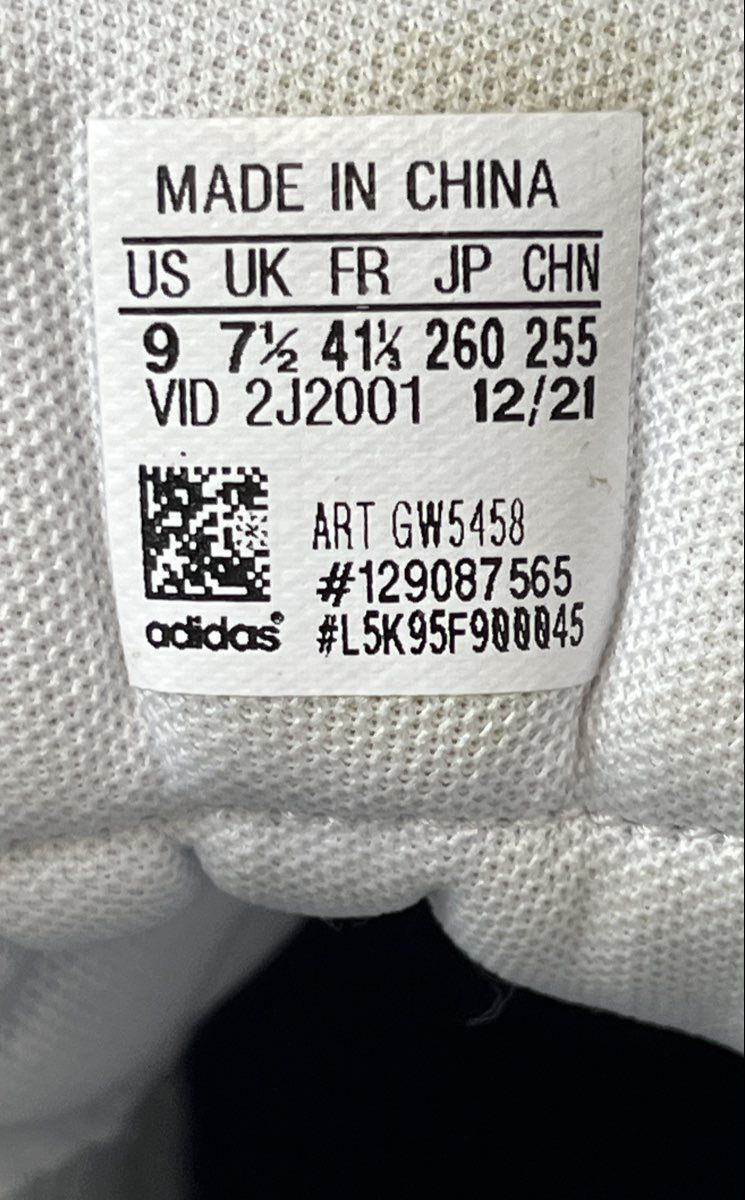 MADE IN CHINA
US UK FR JP CHN
9 7½ 41⅓ 260 255
VID 2J2001 12/21
ART GW5458
#129087565
adidas® #L5K95F900045